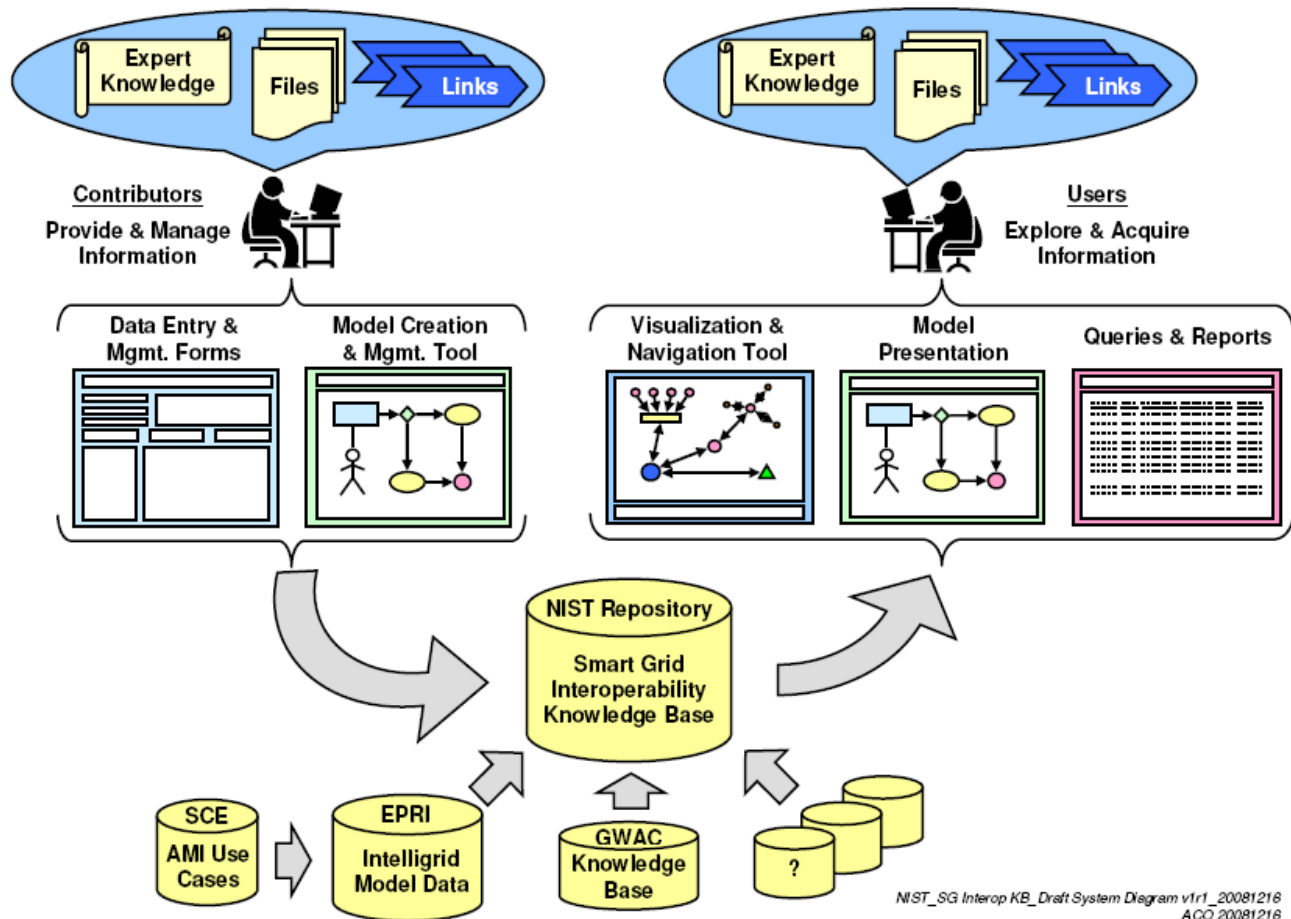 Expert
Knowledge
Files
Links
Expert
Knowledge
Files
Links
Contributors
Provide & Manage
Information
Users
Explore & Acquire
Information
Data Entry &
Mgmt. Forms
Model Creation
& Mgmt. Tool
Visualization &
Navigation Tool
Model
Presentation
Queries & Reports
NIST Repository
Smart Grid
Interoperability
Knowledge Base
SCE
AMI Use
Cases
EPRI
Intelligrid
Model Data
GWAC
Knowledge
Base
?
NIST_SG Interop KB_Draft System Diagram v1r1_20081216
ACO 20081216